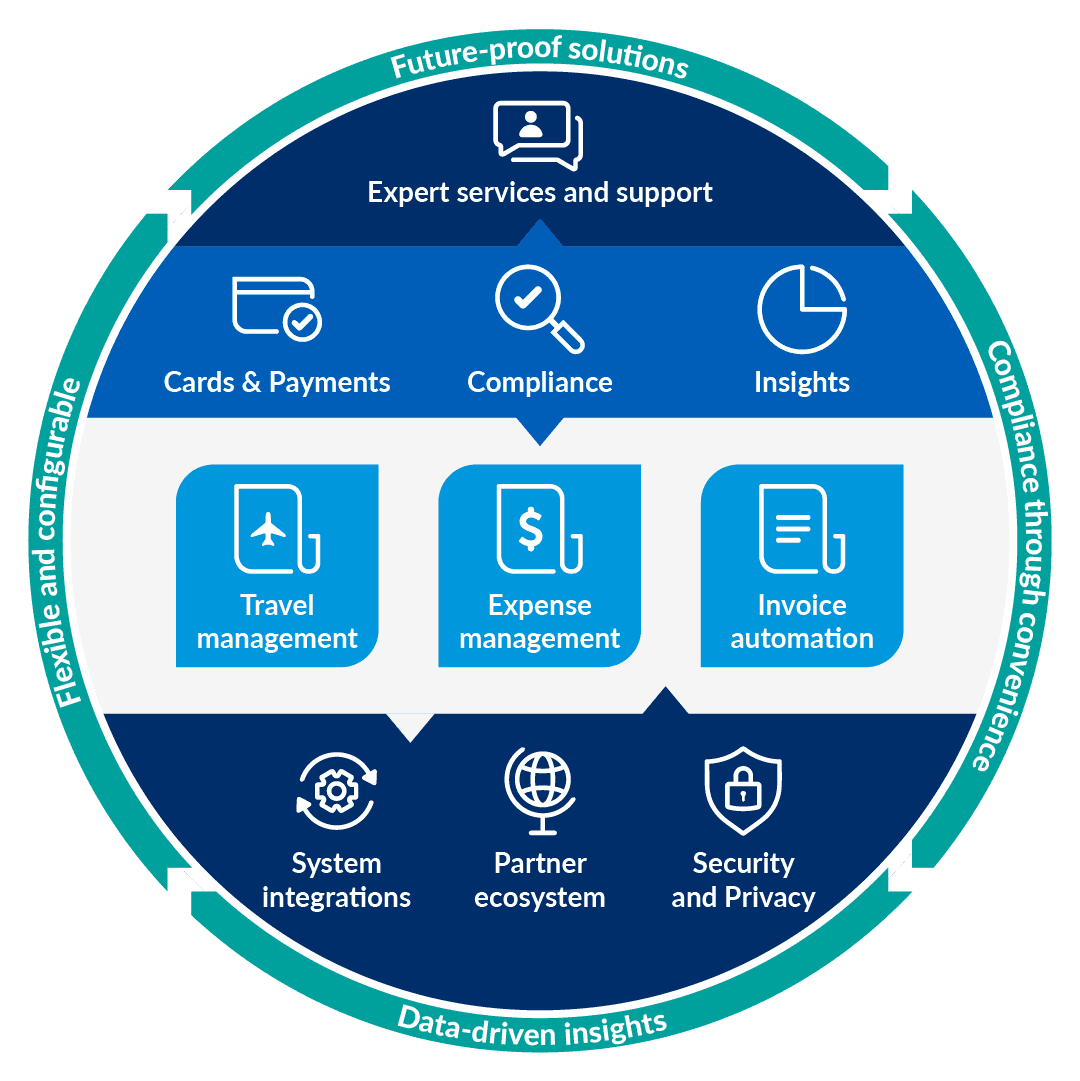 Future-proof solutions
Expert services and support
Cards & Payments
Compliance
Insights
Flexible and configurable
Compliance through convenience
Travel
management
Expense
management
$
Invoice
automation
System
integrations
Partner
ecosystem
Security
and Privacy
Data-driven insights